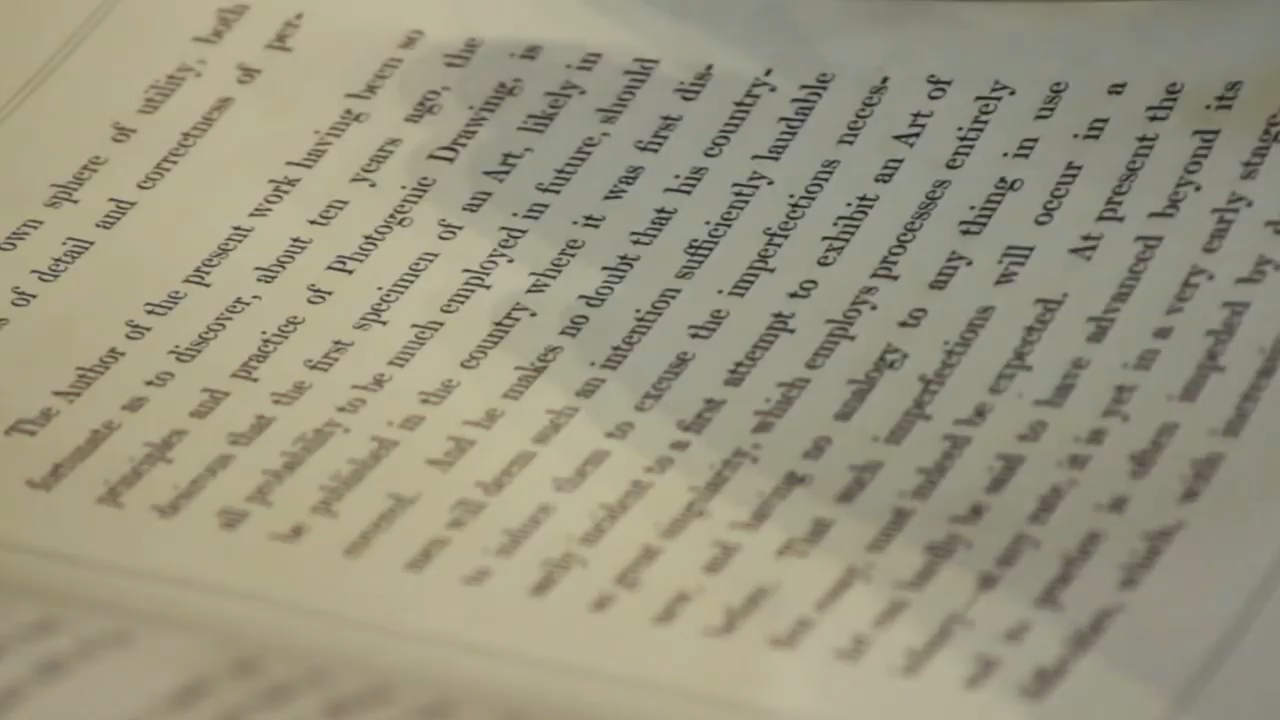 own sphere of utility, both
of detail and correctness of per-
The Author of the present work having been so
fortunate as to discover, about ten years ago, the
principles and practice of Photogenic Drawing, is
desirous that the first specimen of an Art, likely in
all probability to be much employed in future, should
be published in the country where it was first dis-
covered. And he makes no doubt that his country-
men will deem such an intention sufficiently laudable
to induce them to excuse the imperfections neces-
sarily incident to a first attempt to exhibit an Art of
so great singularity, which employs processes entirely
new, and having no analogy to any thing in use
before. That such imperfections will occur in a
first essay, must indeed be expected. At present the
Art can hardly be said to have advanced beyond its
infancy—at any rate, it is yet in a very early stage
and its practice is often impeded by
difficulties, which, with increasing